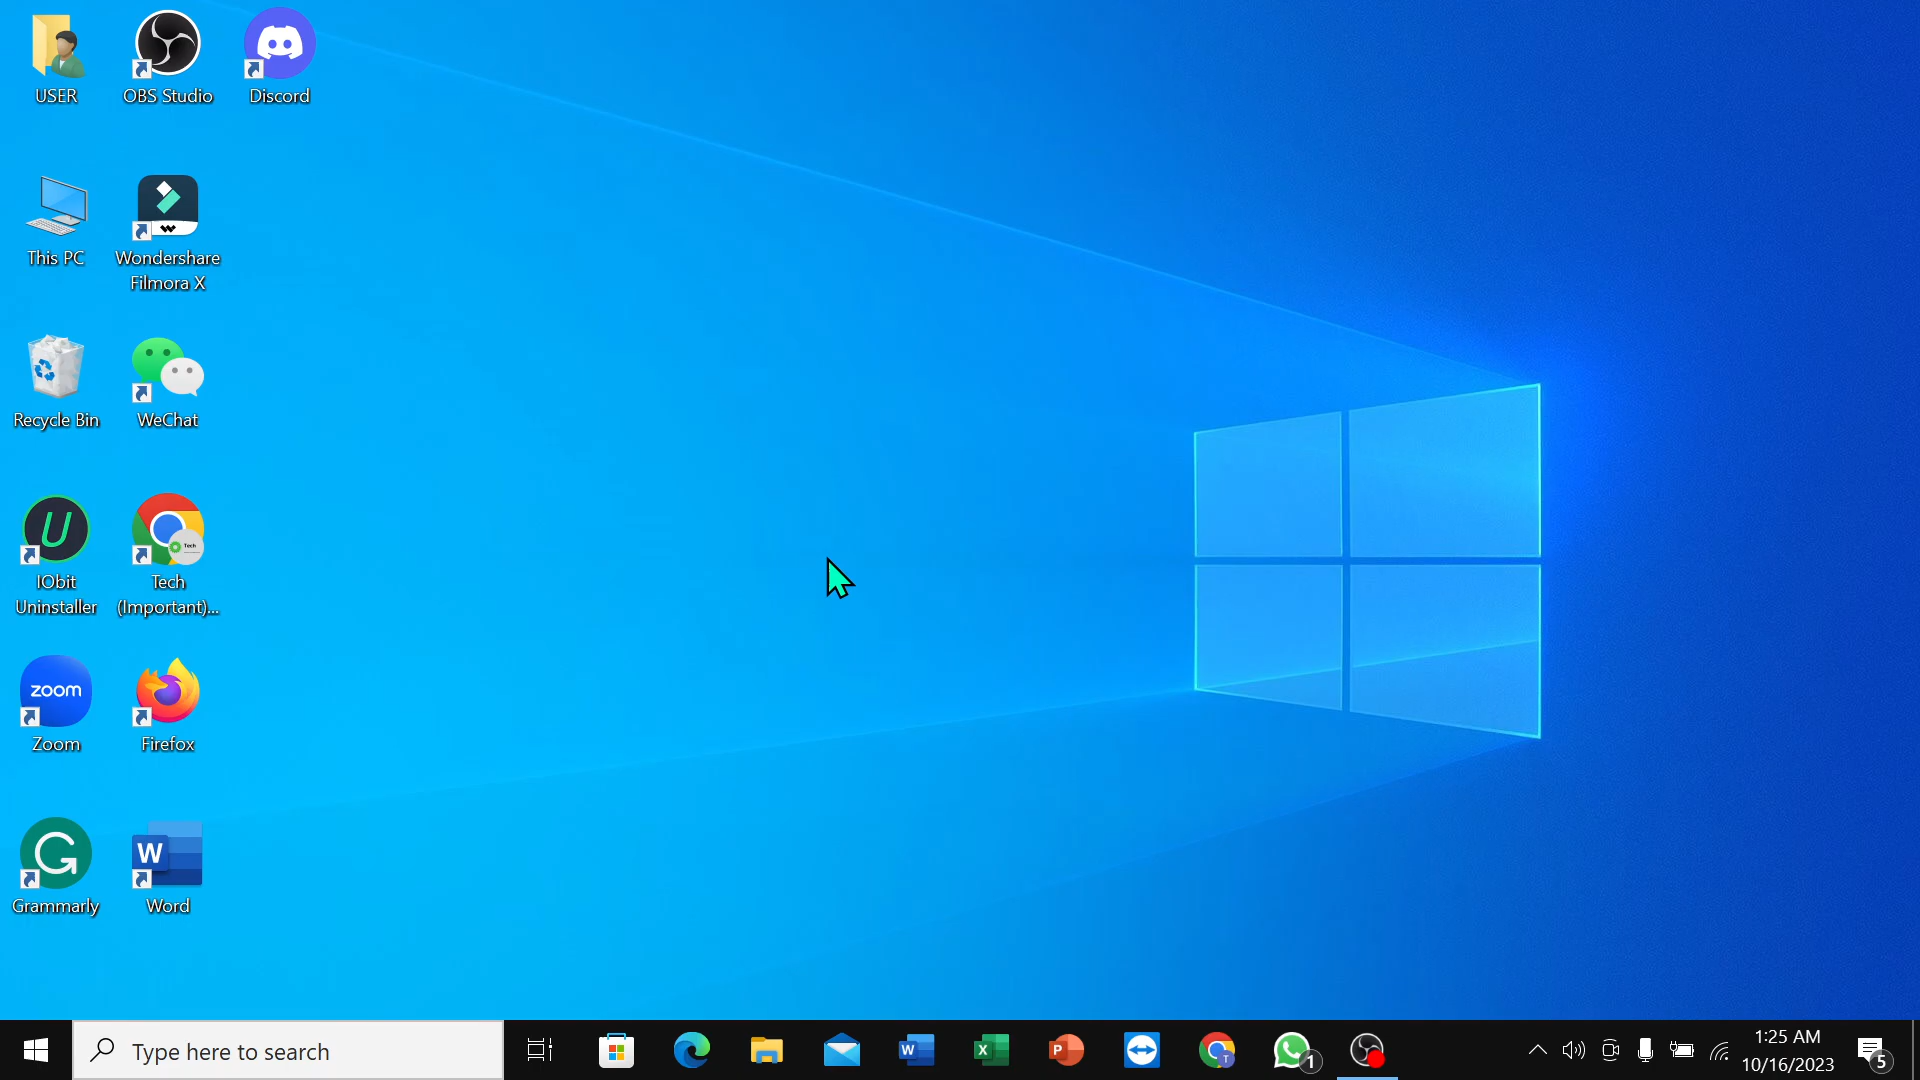 USER
OBS Studio
Discord
This PC
Wondershare
Filmora X
Recycle Bin
WeChat
IObit
Uninstaller
Tech
(Important)...
zoom
Zoom
Firefox
Grammarly
W
Word
Type here to search
W
X
P
T
1
1:25 AM
10/16/2023
5